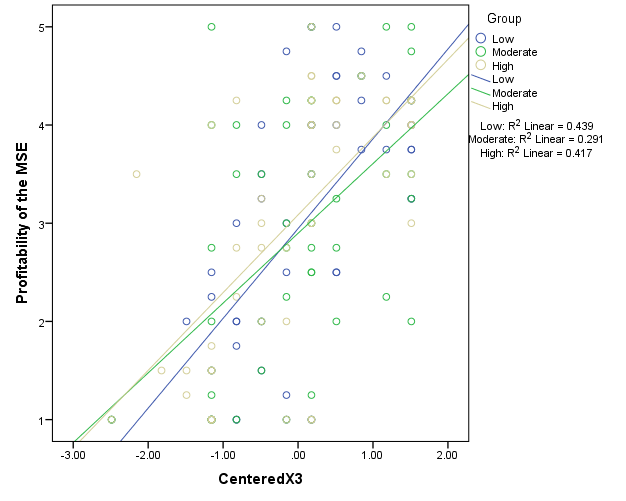 Group
Low
Moderate
High
Low
Moderate
High
Low: R2 Linear = 0.439
Moderate: R2 Linear = 0.291
High: R2 Linear = 0.417
Profitability of the MSE
5
4
3
2
1
-3.00 -2.00 -1.00 .00 1.00 2.00
CenteredX3